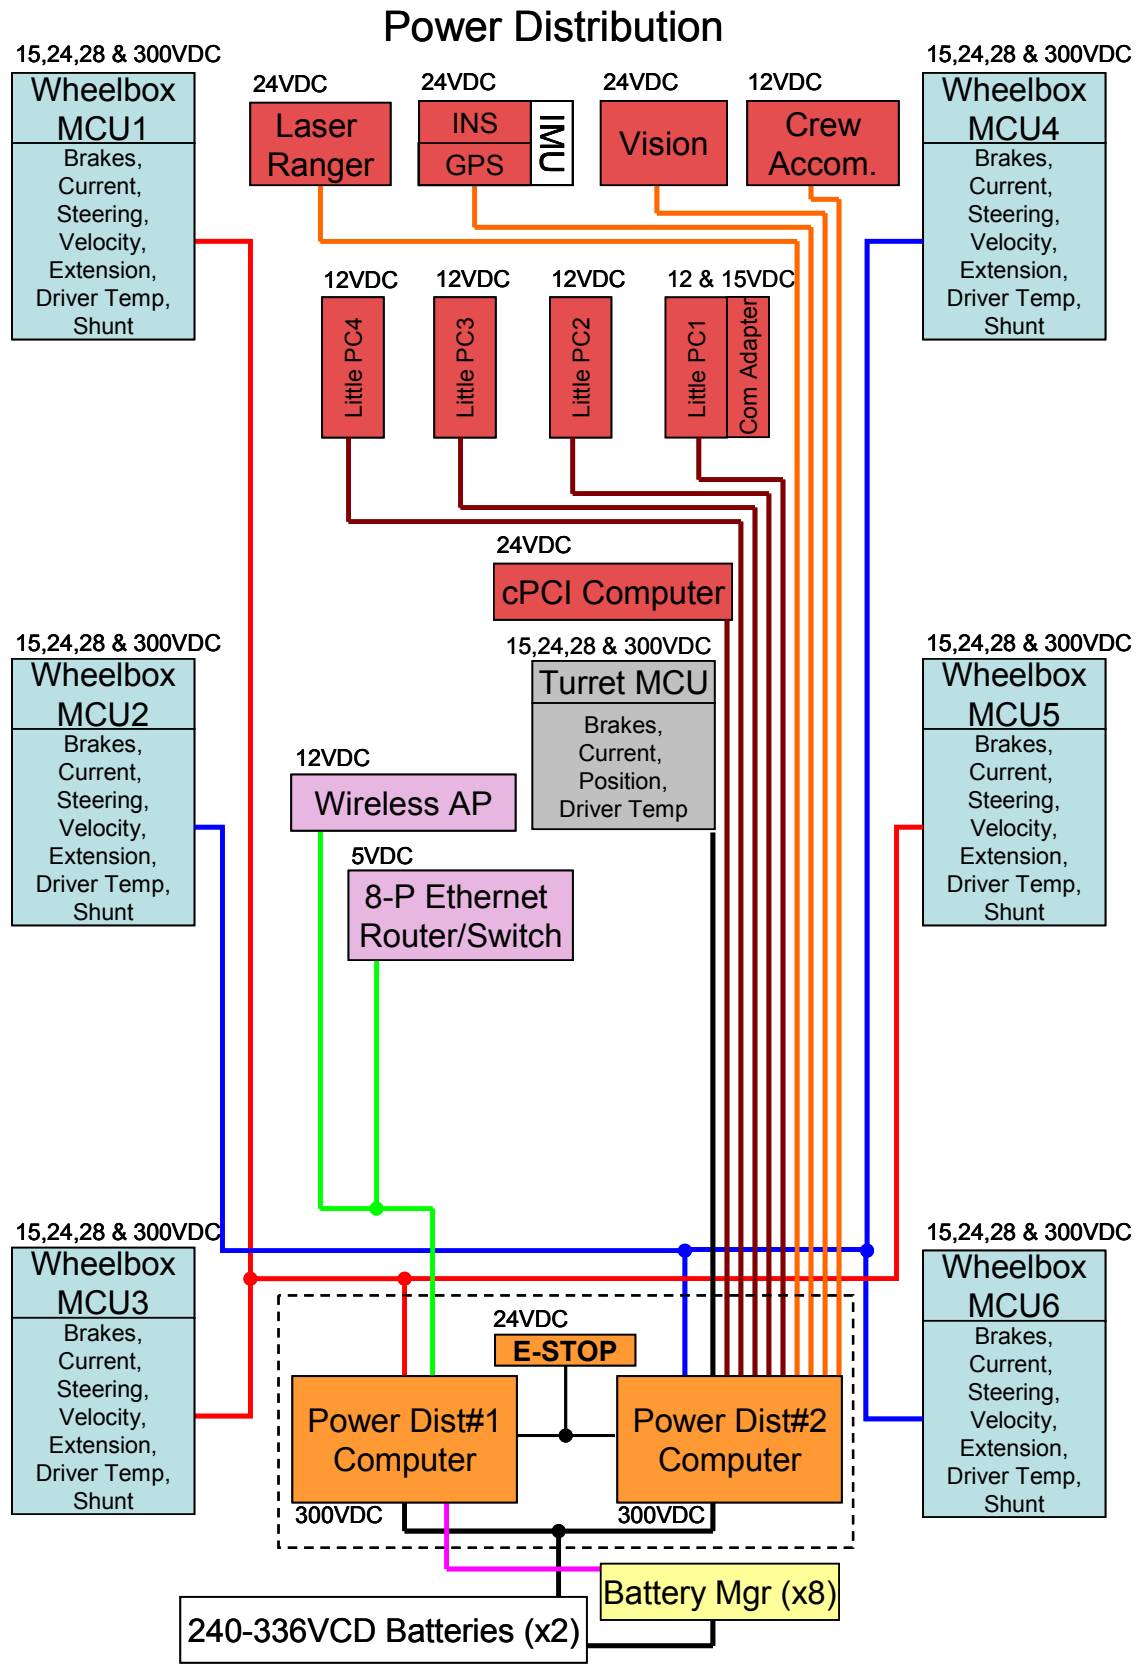 Power Distribution
15,24,28 & 300VDC
Wheelbox
MCU1
Brakes,
Current,
Steering,
Velocity,
Extension,
Driver Temp,
Shunt
24VDC
Laser
Ranger
24VDC
INS
GPS
IMU
24VDC
Vision
12VDC
Crew
Accom.
15,24,28 & 300VDC
Wheelbox
MCU4
Brakes,
Current,
Steering,
Velocity,
Extension,
Driver Temp,
Shunt
12VDC
Little PC4
12VDC
Little PC3
12VDC
Little PC2
12 & 15VDC
Little PC1
Com Adapter
24VDC
cPCI Computer
15,24,28 & 300VDC
Wheelbox
MCU2
Brakes,
Current,
Steering,
Velocity,
Extension,
Driver Temp,
Shunt
15,24,28 & 300VDC
Turret MCU
Brakes,
Current,
Position,
Driver Temp
15,24,28 & 300VDC
Wheelbox
MCU5
Brakes,
Current,
Steering,
Velocity,
Extension,
Driver Temp,
Shunt
12VDC
Wireless AP
5VDC
8-P Ethernet
Router/Switch
15,24,28 & 300VDC
Wheelbox
MCU3
Brakes,
Current,
Steering,
Velocity,
Extension,
Driver Temp,
Shunt
24VDC
E-STOP
Power Dist#1
Computer
300VDC
Power Dist#2
Computer
300VDC
15,24,28 & 300VDC
Wheelbox
MCU6
Brakes,
Current,
Steering,
Velocity,
Extension,
Driver Temp,
Shunt
Battery Mgr (x8)
240-336VCD Batteries (x2)